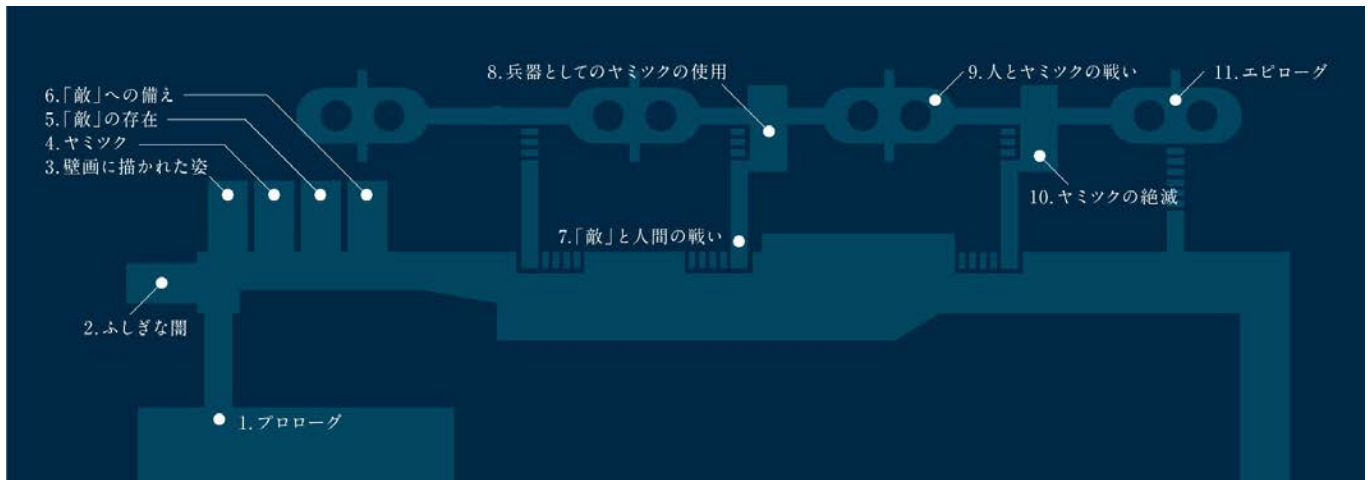 8.兵器としてのヤミツクの使用
9.人とヤミツクの戦い
11.エピローグ
6.「敵」への備え
5.「敵」の存在
4.ヤミツク
3.壁画に描かれた姿
10.ヤミツクの絶滅
7.「敵」と人間の戦い
2.ふしぎな闇
1.プロローグ